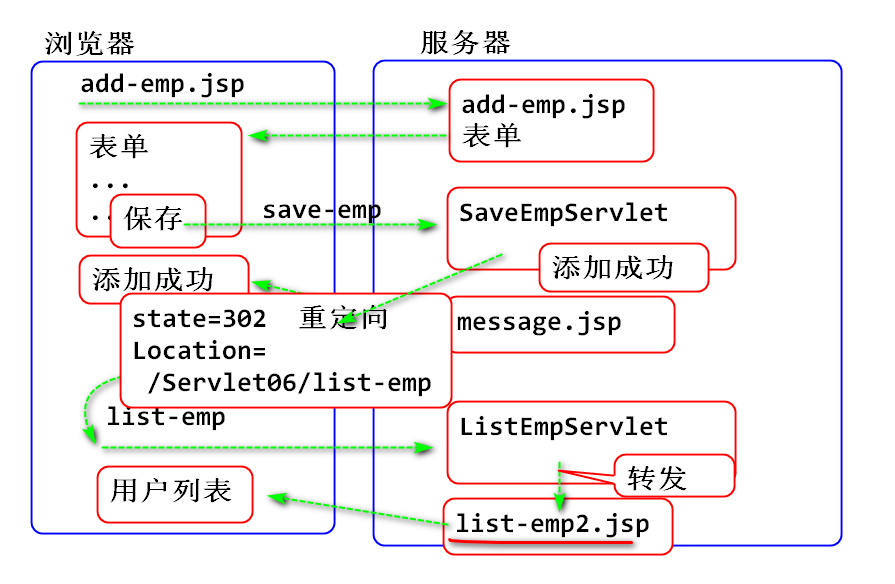 浏览器
服务器
add-emp.jsp
add-emp.jsp
表单
表单
...
..
保存
save-emp
SaveEmpServlet
添加成功
添加成功
state=302 重定向
Location=
/Servlet06/list-emp
message.jsp
list-emp
ListEmpServlet
转发
用户列表
list-emp2.jsp